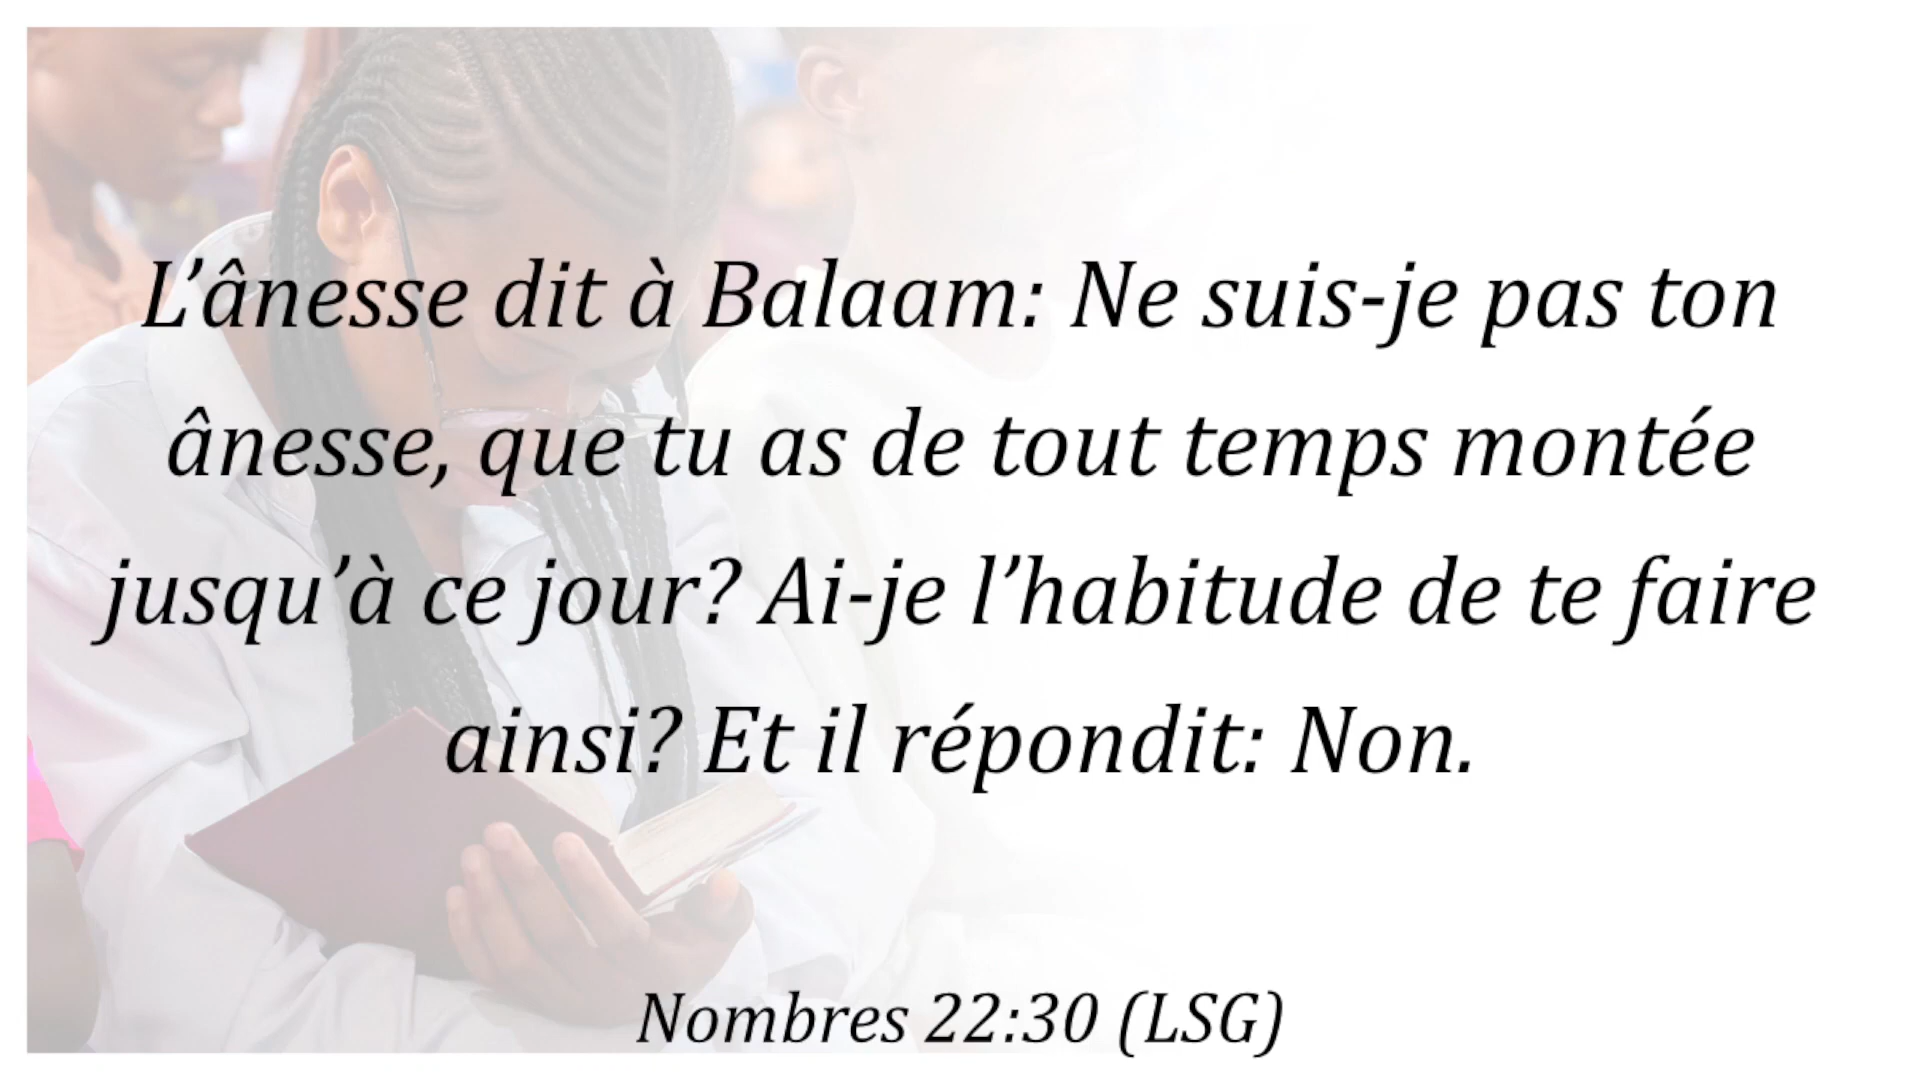 L’ânesse dit à Balaam: Ne suis-je pas ton
ânesse, que tu as de tout temps montée
jusqu’à ce jour? Ai-je l’habitude de te faire
ainsi? Et il répondit: Non.
Nombres 22:30 (LSG)